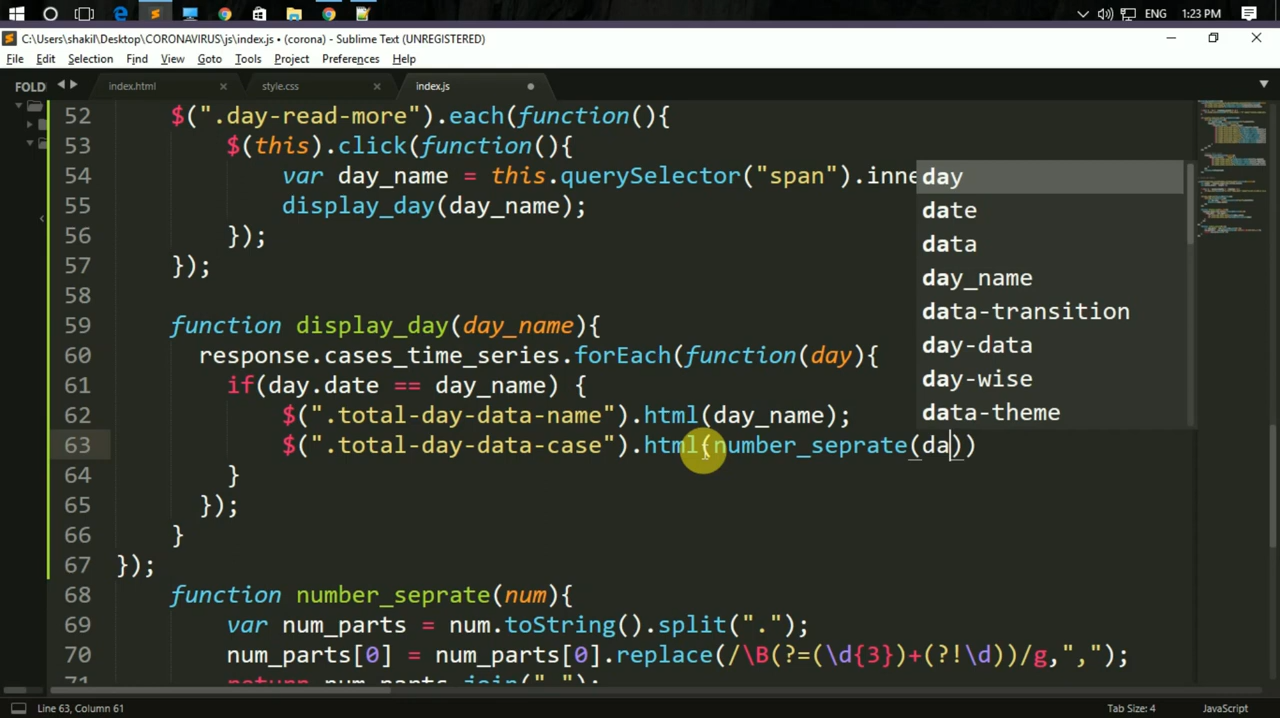 ENG 1:23 PM
C:\Users\shakil\Desktop\CORONAVIRUS\js\index.js • (corona) - Sublime Text (UNREGISTERED)
File Edit Selection Find View Goto Tools Project Preferences Help
FOLD index.html style.css index.js
52 $(".day-read-more").each(function(){
53 $(this).click(function(){
54 var day_name = this.querySelector("span").inne
55 display_day(day_name);
56 });
57 });
58
59 function display_day(day_name){
60 response.cases_time_series.forEach(function(day){
61 if(day.date == day_name) {
62 $(".total-day-data-name").html(day_name);
63 $(".total-day-data-case").html(number_seprate(da))
64 }
65 });
66 }
67 });
68 function number_seprate(num){
69 var num_parts = num.toString().split(".");
70 num_parts[0] = num_parts[0].replace(/\B(?=(\d{3})+(?!\d))/g,",");
71 return num_parts.join(".");
day
date
data
day_name
data-transition
day-data
day-wise
data-theme
Line 63, Column 61 Tab Size: 4 JavaScript